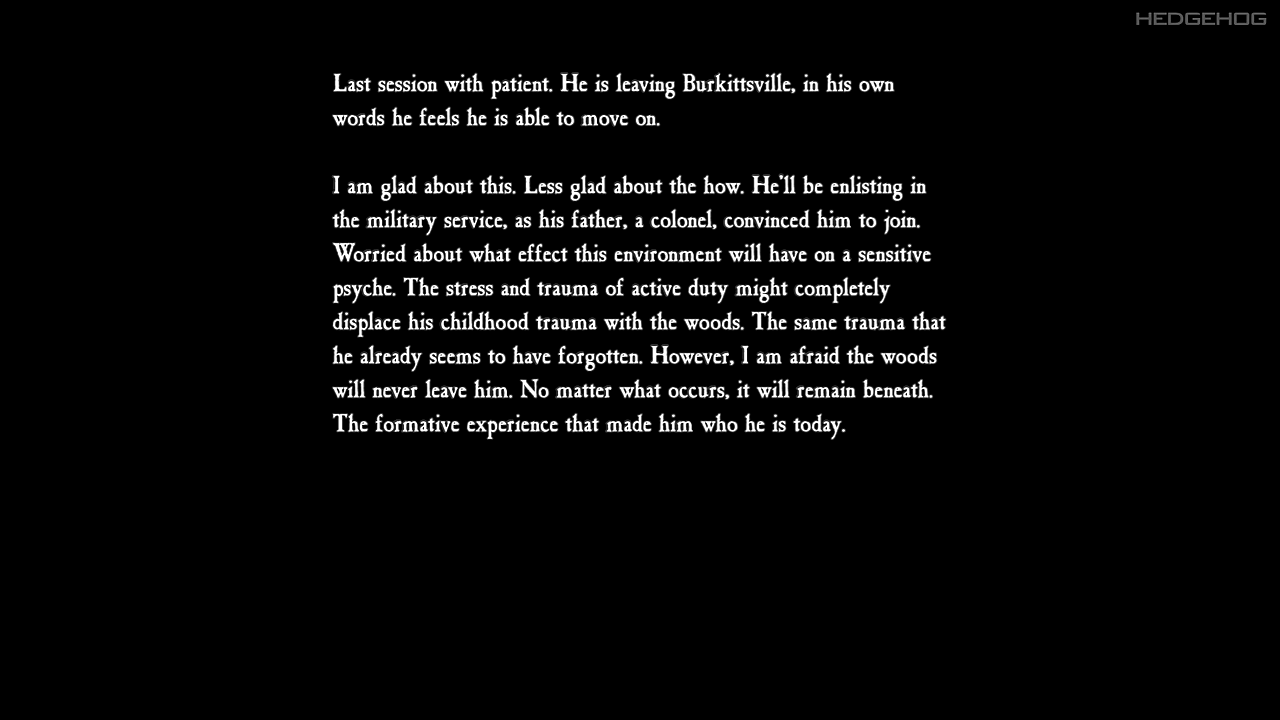 HEDGEHOG
Last session with patient. He is leaving Burkittsville, in his own
words he feels he is able to move on.
I am glad about this. Less glad about the how. He'll be enlisting in
the military service, as his father, a colonel, convinced him to join.
Worried about what effect this environment will have on a sensitive
psyche. The stress and trauma of active duty might completely
displace his childhood trauma with the woods. The same trauma that
he already seems to have forgotten. However, I am afraid the woods
will never leave him. No matter what occurs, it will remain beneath.
The formative experience that made him who he is today.